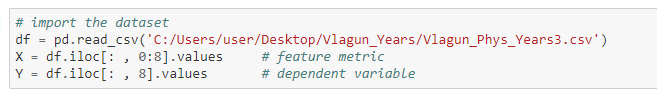 # import the dataset
df = pd.read_csv('C:/Users/user/Desktop/Vlagun_Years/Vlagun_Phys_Years3.csv')
X = df.iloc[: , 0:8].values     # feature metric
Y = df.iloc[: , 8].values       # dependent variable